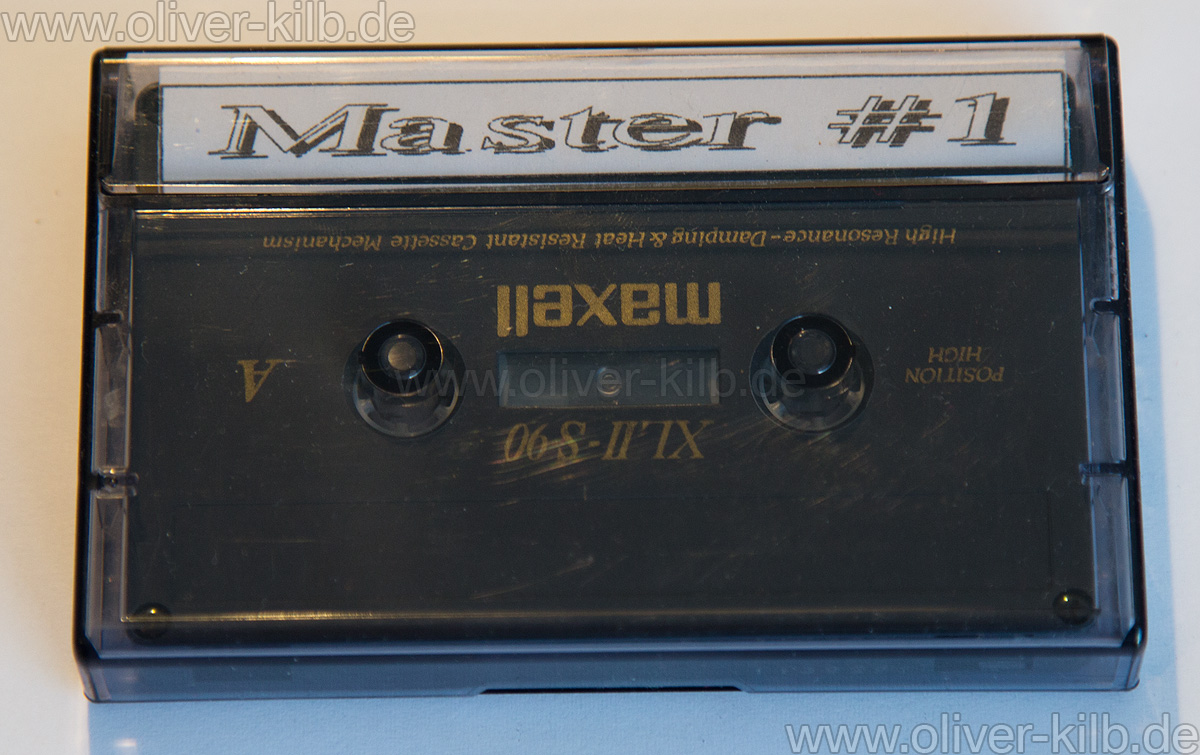 www.oliver-kilb.de
Master #1
High Resonance-Damping & Heat Resistant Cassette Mechanism
maxell
POSITION
HIGH
A
www.oliver-kilb.de
XLII-S 90
www.oliver-kilb.de